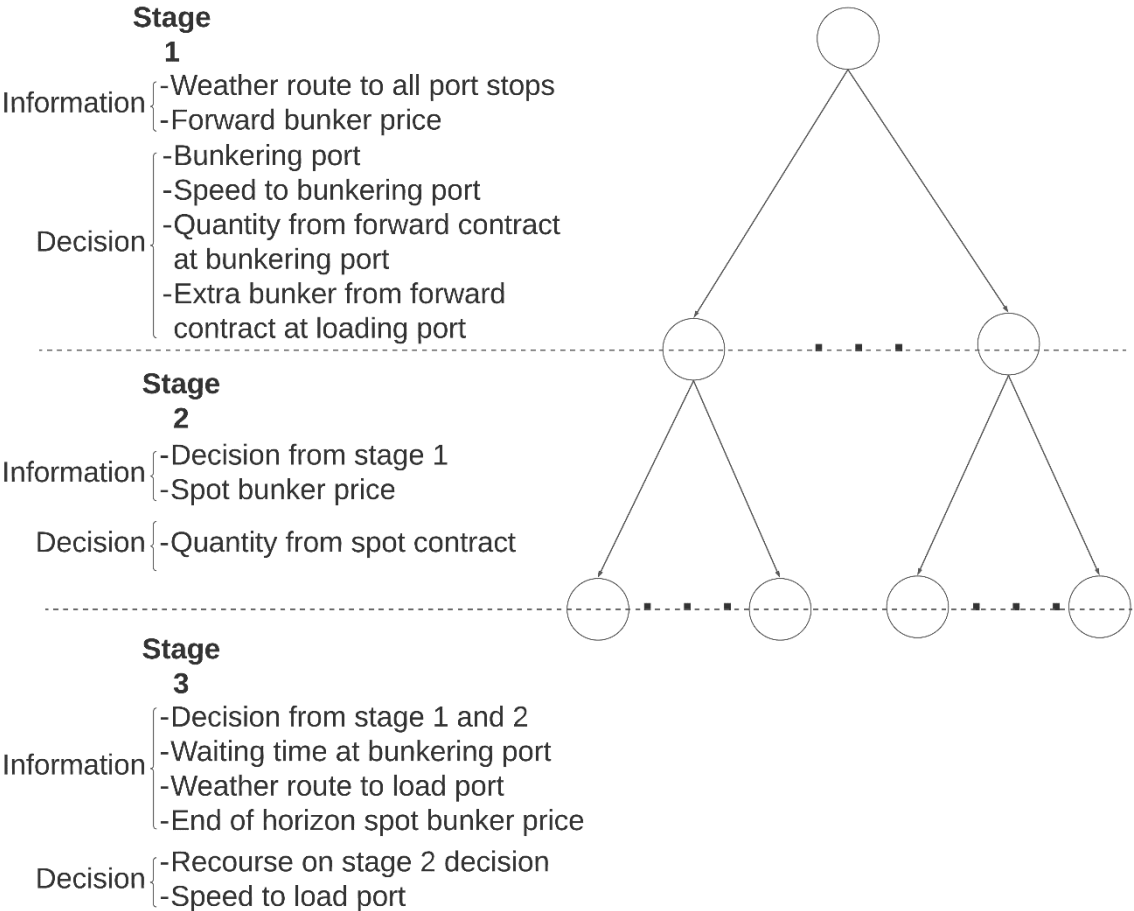 Stage
1
Information
-Weather route to all port stops
-Forward bunker price
Decision
-Bunkering port
-Speed to bunkering port
-Quantity from forward contract
at bunkering port
-Extra bunker from forward
contract at loading port
Stage
2
Information
-Decision from stage 1
-Spot bunker price
Decision
-Quantity from spot contract
Stage
3
Information
-Decision from stage 1 and 2
-Waiting time at bunkering port
-Weather route to load port
-End of horizon spot bunker price
Decision
-Recourse on stage 2 decision
-Speed to load port